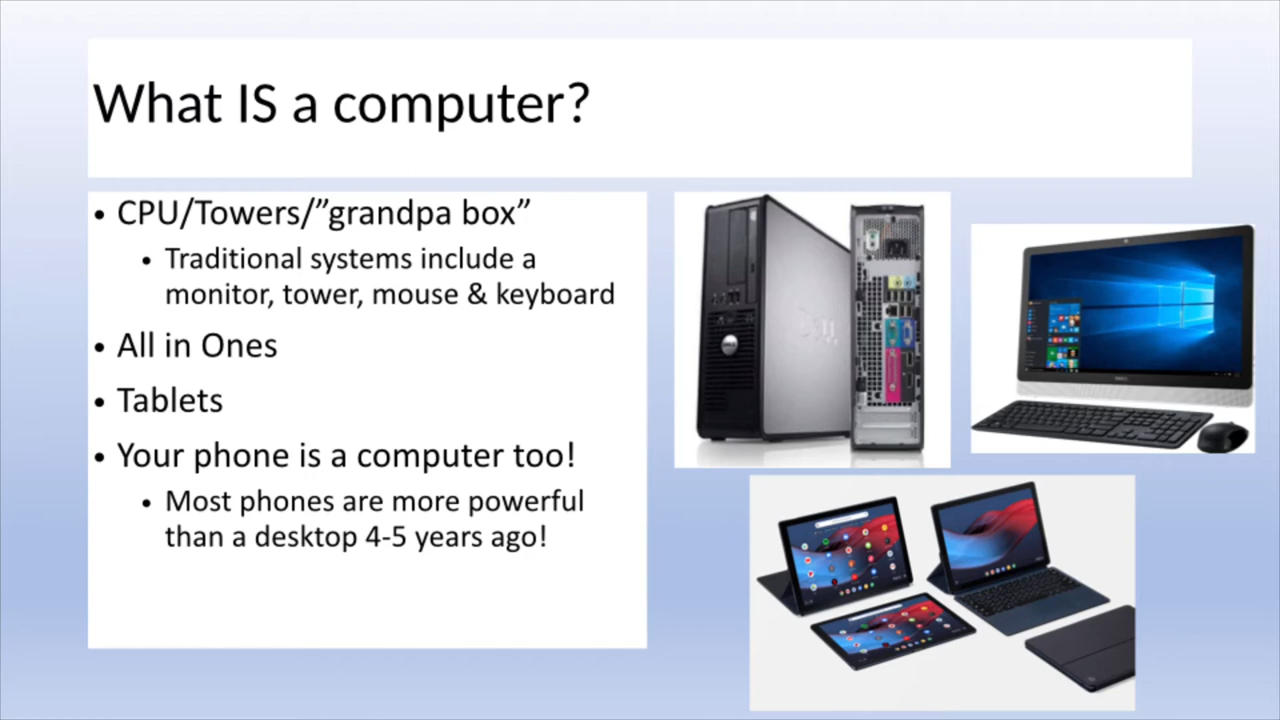 What IS a computer?
• CPU/Towers/”grandpa box”
• Traditional systems include a
monitor, tower, mouse & keyboard
• All in Ones
• Tablets
• Your phone is a computer too!
• Most phones are more powerful
than a desktop 4-5 years ago!
DELL